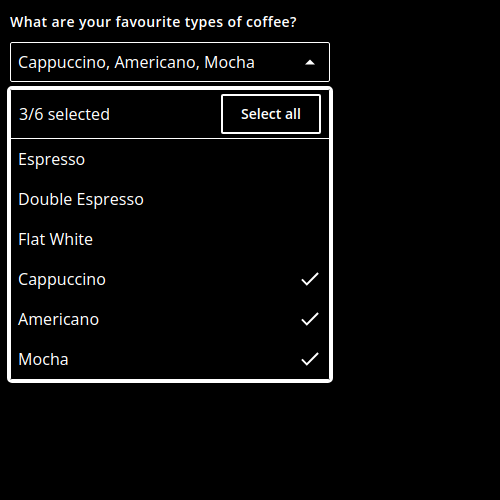 What are your favourite types of coffee?
Cappuccino, Americano, Mocha
3/6 selected
Select all
Espresso
Double Espresso
Flat White
Cappuccino
Americano
Mocha